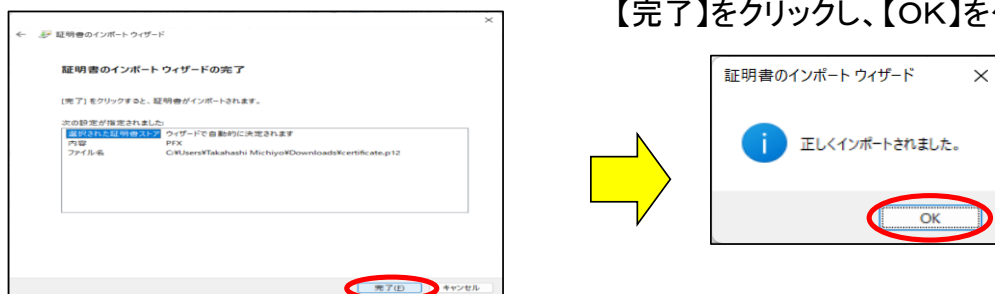 【完了】をクリックし、【OK】を
← 証明書のインポート ウィザード
証明書のインポート ウィザードの完了
[完了] をクリックすると、証明書がインポートされます。
次の設定が指定されました:
選択された証明書ストア ウィザードで自動的に決定されます
内容 PFX
ファイル名 C:¥Users¥Takahashi Michiyo¥Downloads¥certificate.p12
完了(E) キャンセル
証明書のインポート ウィザード ×
正しくインポートされました。
OK